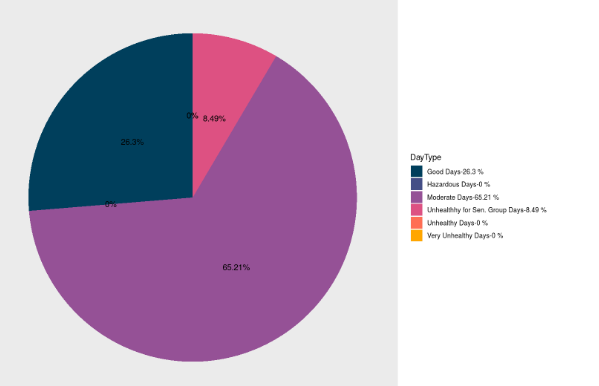 0%
8.49%
26.3%
0%
65.21%
DayType
Good Days-26.3 %
Hazardous Days-0 %
Moderate Days-65.21 %
Unhealthhy for Sen. Group Days-8.49 %
Unhealthy Days-0 %
Very Unhealthy Days-0 %